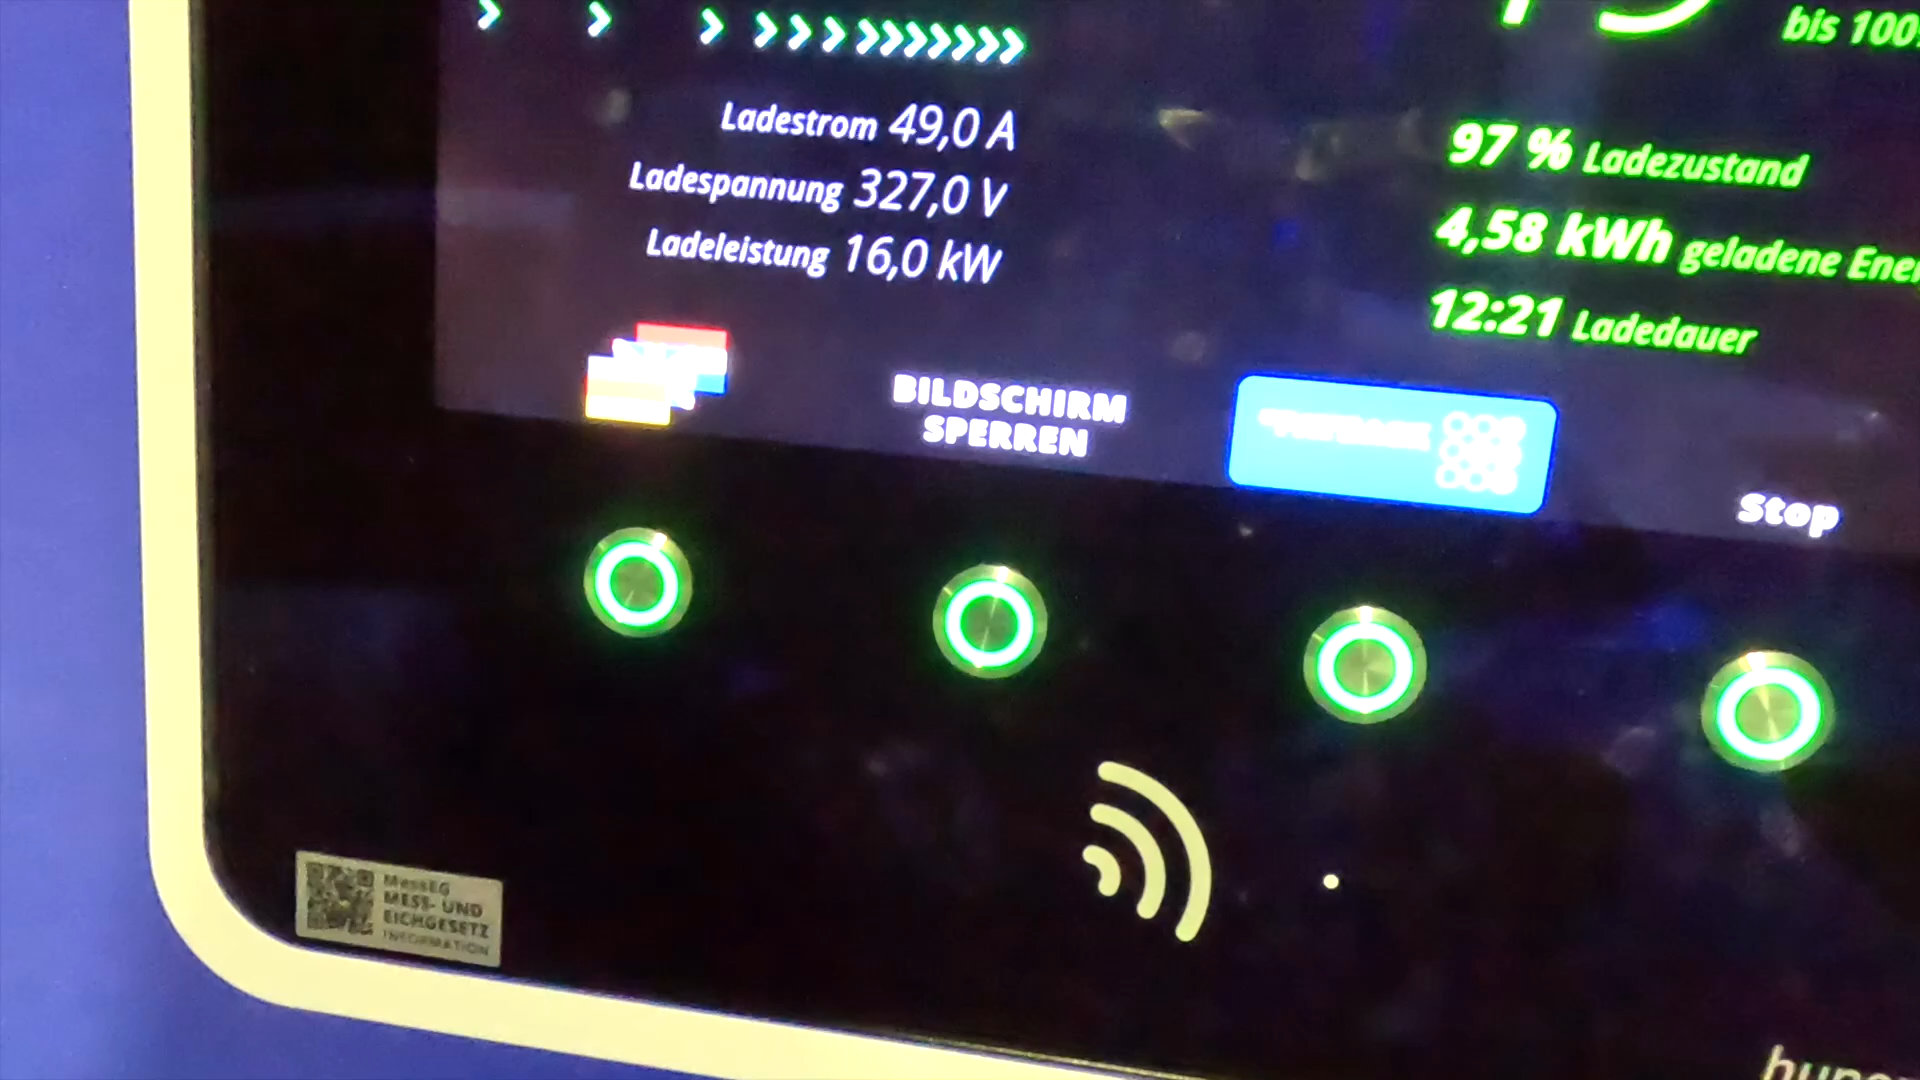 bis 100
Ladestrom 49,0 A
Ladespannung 327,0 V
Ladeleistung 16,0 kW
97 % Ladezustand
4,58 kWh geladene Ener
12:21 Ladedauer
BILDSCHIRM
SPERREN
Stop
MessEG
MESS- UND
EICHGESETZ
INFORMATION